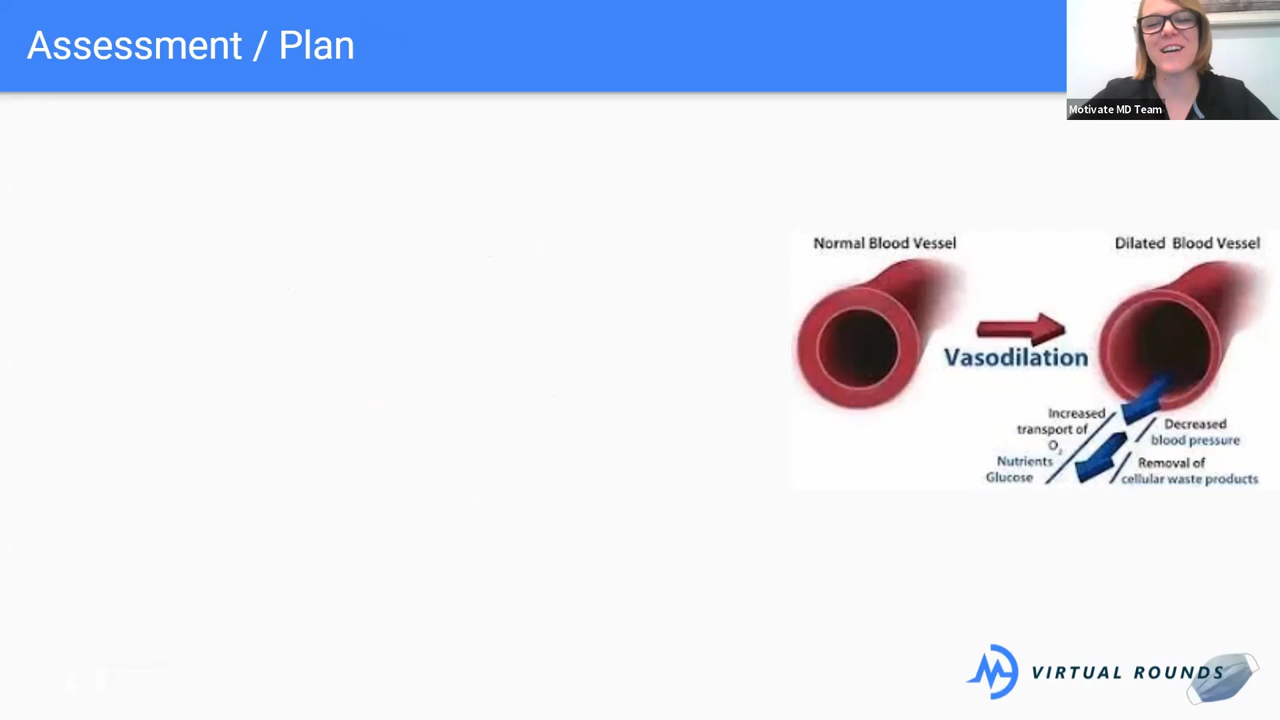 Assessment / Plan
Motivate MD Team
Normal Blood Vessel
Dilated Blood Vessel
Vasodilation
Increased
transport of
O2
Nutrients
Glucose
Decreased
blood pressure
Removal of
cellular waste products
VIRTUAL ROUNDS